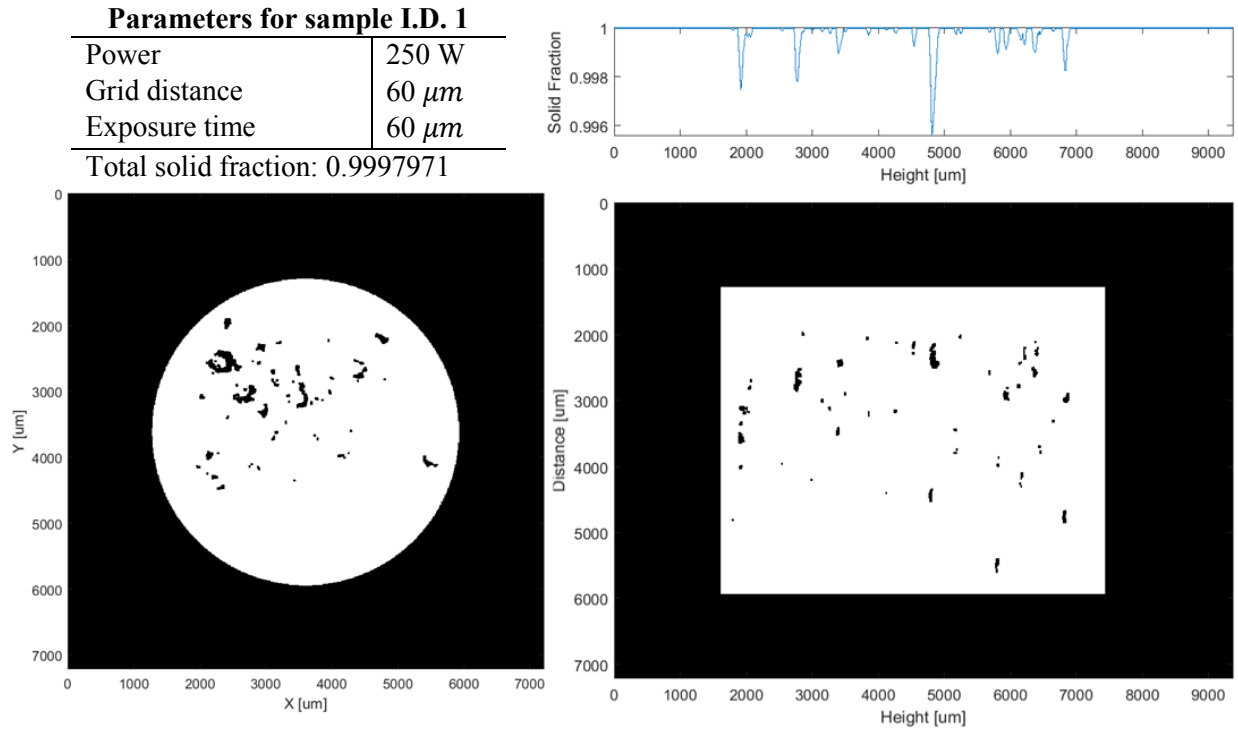 Parameters for sample I.D. 1
Power 250 W
Grid distance 60 μm
Exposure time 60 μm
Total solid fraction: 0.9997971
Solid Fraction
1
0.998
0.996
0 1000 2000 3000 4000 5000 6000 7000 8000 9000
Height [um]
Y [um]
0
1000
2000
3000
4000
5000
6000
7000
0 1000 2000 3000 4000 5000 6000 7000
X [um]
Distance [um]
0
1000
2000
3000
4000
5000
6000
7000
0 1000 2000 3000 4000 5000 6000 7000 8000 9000
Height [um]